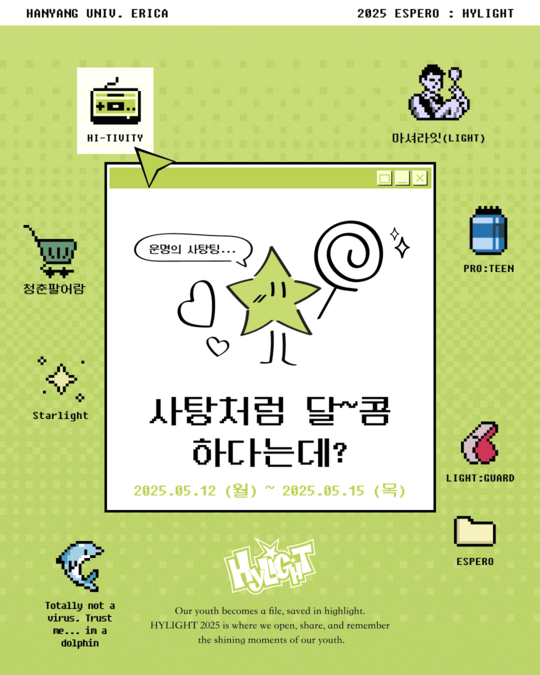 HANYANG UNIV. ERICA
2025 ESPERO : HYLIGHT
HI-TIVITY
마셔라잇(LIGHT)
운명의 사탕팅...
PRO:TEEN
청춘팔어람
Starlight
사탕처럼 달~콤
하다는데?
LIGHT:GUARD
2025.05.12 (월) ~ 2025.05.15 (목)
ESPERO
HYLIGHT
Totally not a
virus. Trust
me... im a
dolphin
Our youth becomes a file, saved in highlight.
HYLIGHT 2025 is where we open, share, and remember
the shining moments of our youth.